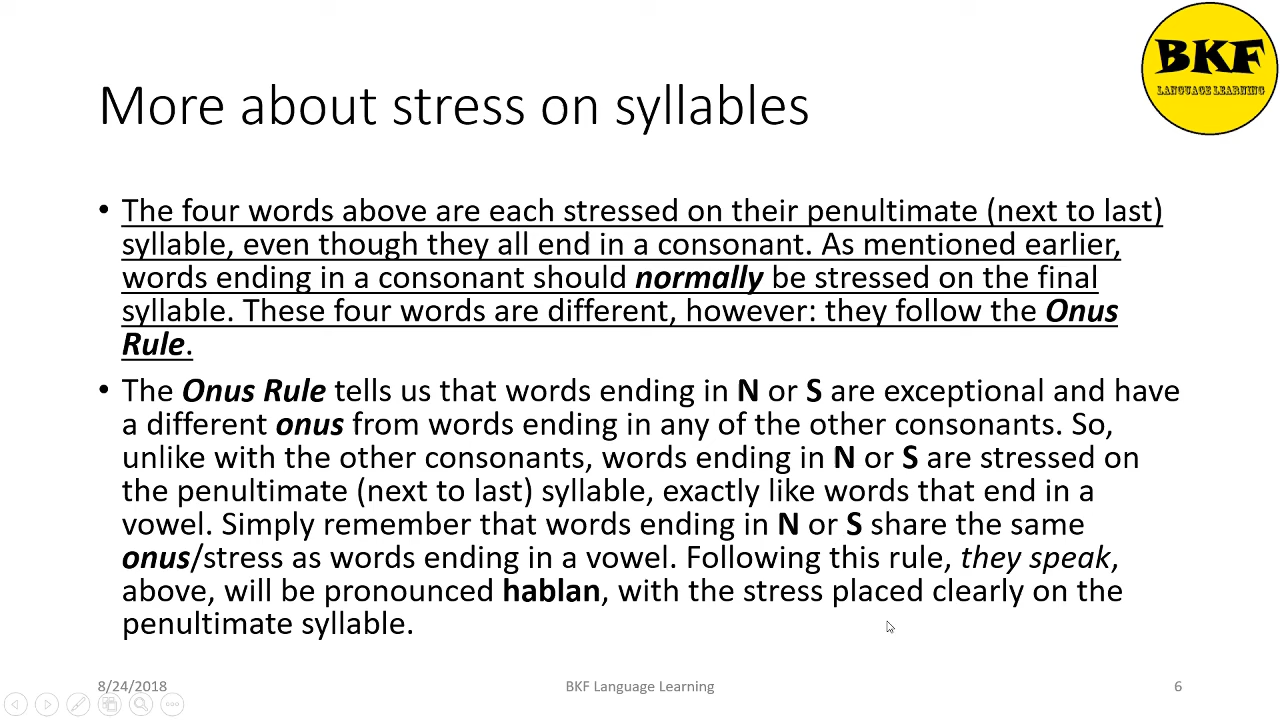 BKF
LANGUAGE LEARNING
More about stress on syllables
• The four words above are each stressed on their penultimate (next to last)
syllable, even though they all end in a consonant. As mentioned earlier,
words ending in a consonant should normally be stressed on the final
syllable. These four words are different, however: they follow the Onus
Rule.
• The Onus Rule tells us that words ending in N or S are exceptional and have
a different onus from words ending in any of the other consonants. So,
unlike with the other consonants, words ending in N or S are stressed on
the penultimate (next to last) syllable, exactly like words that end in a
vowel. Simply remember that words ending in N or S share the same
onus/stress as words ending in a vowel. Following this rule, they speak,
above, will be pronounced hablan, with the stress placed clearly on the
penultimate syllable.
8/24/2018 BKF Language Learning 6